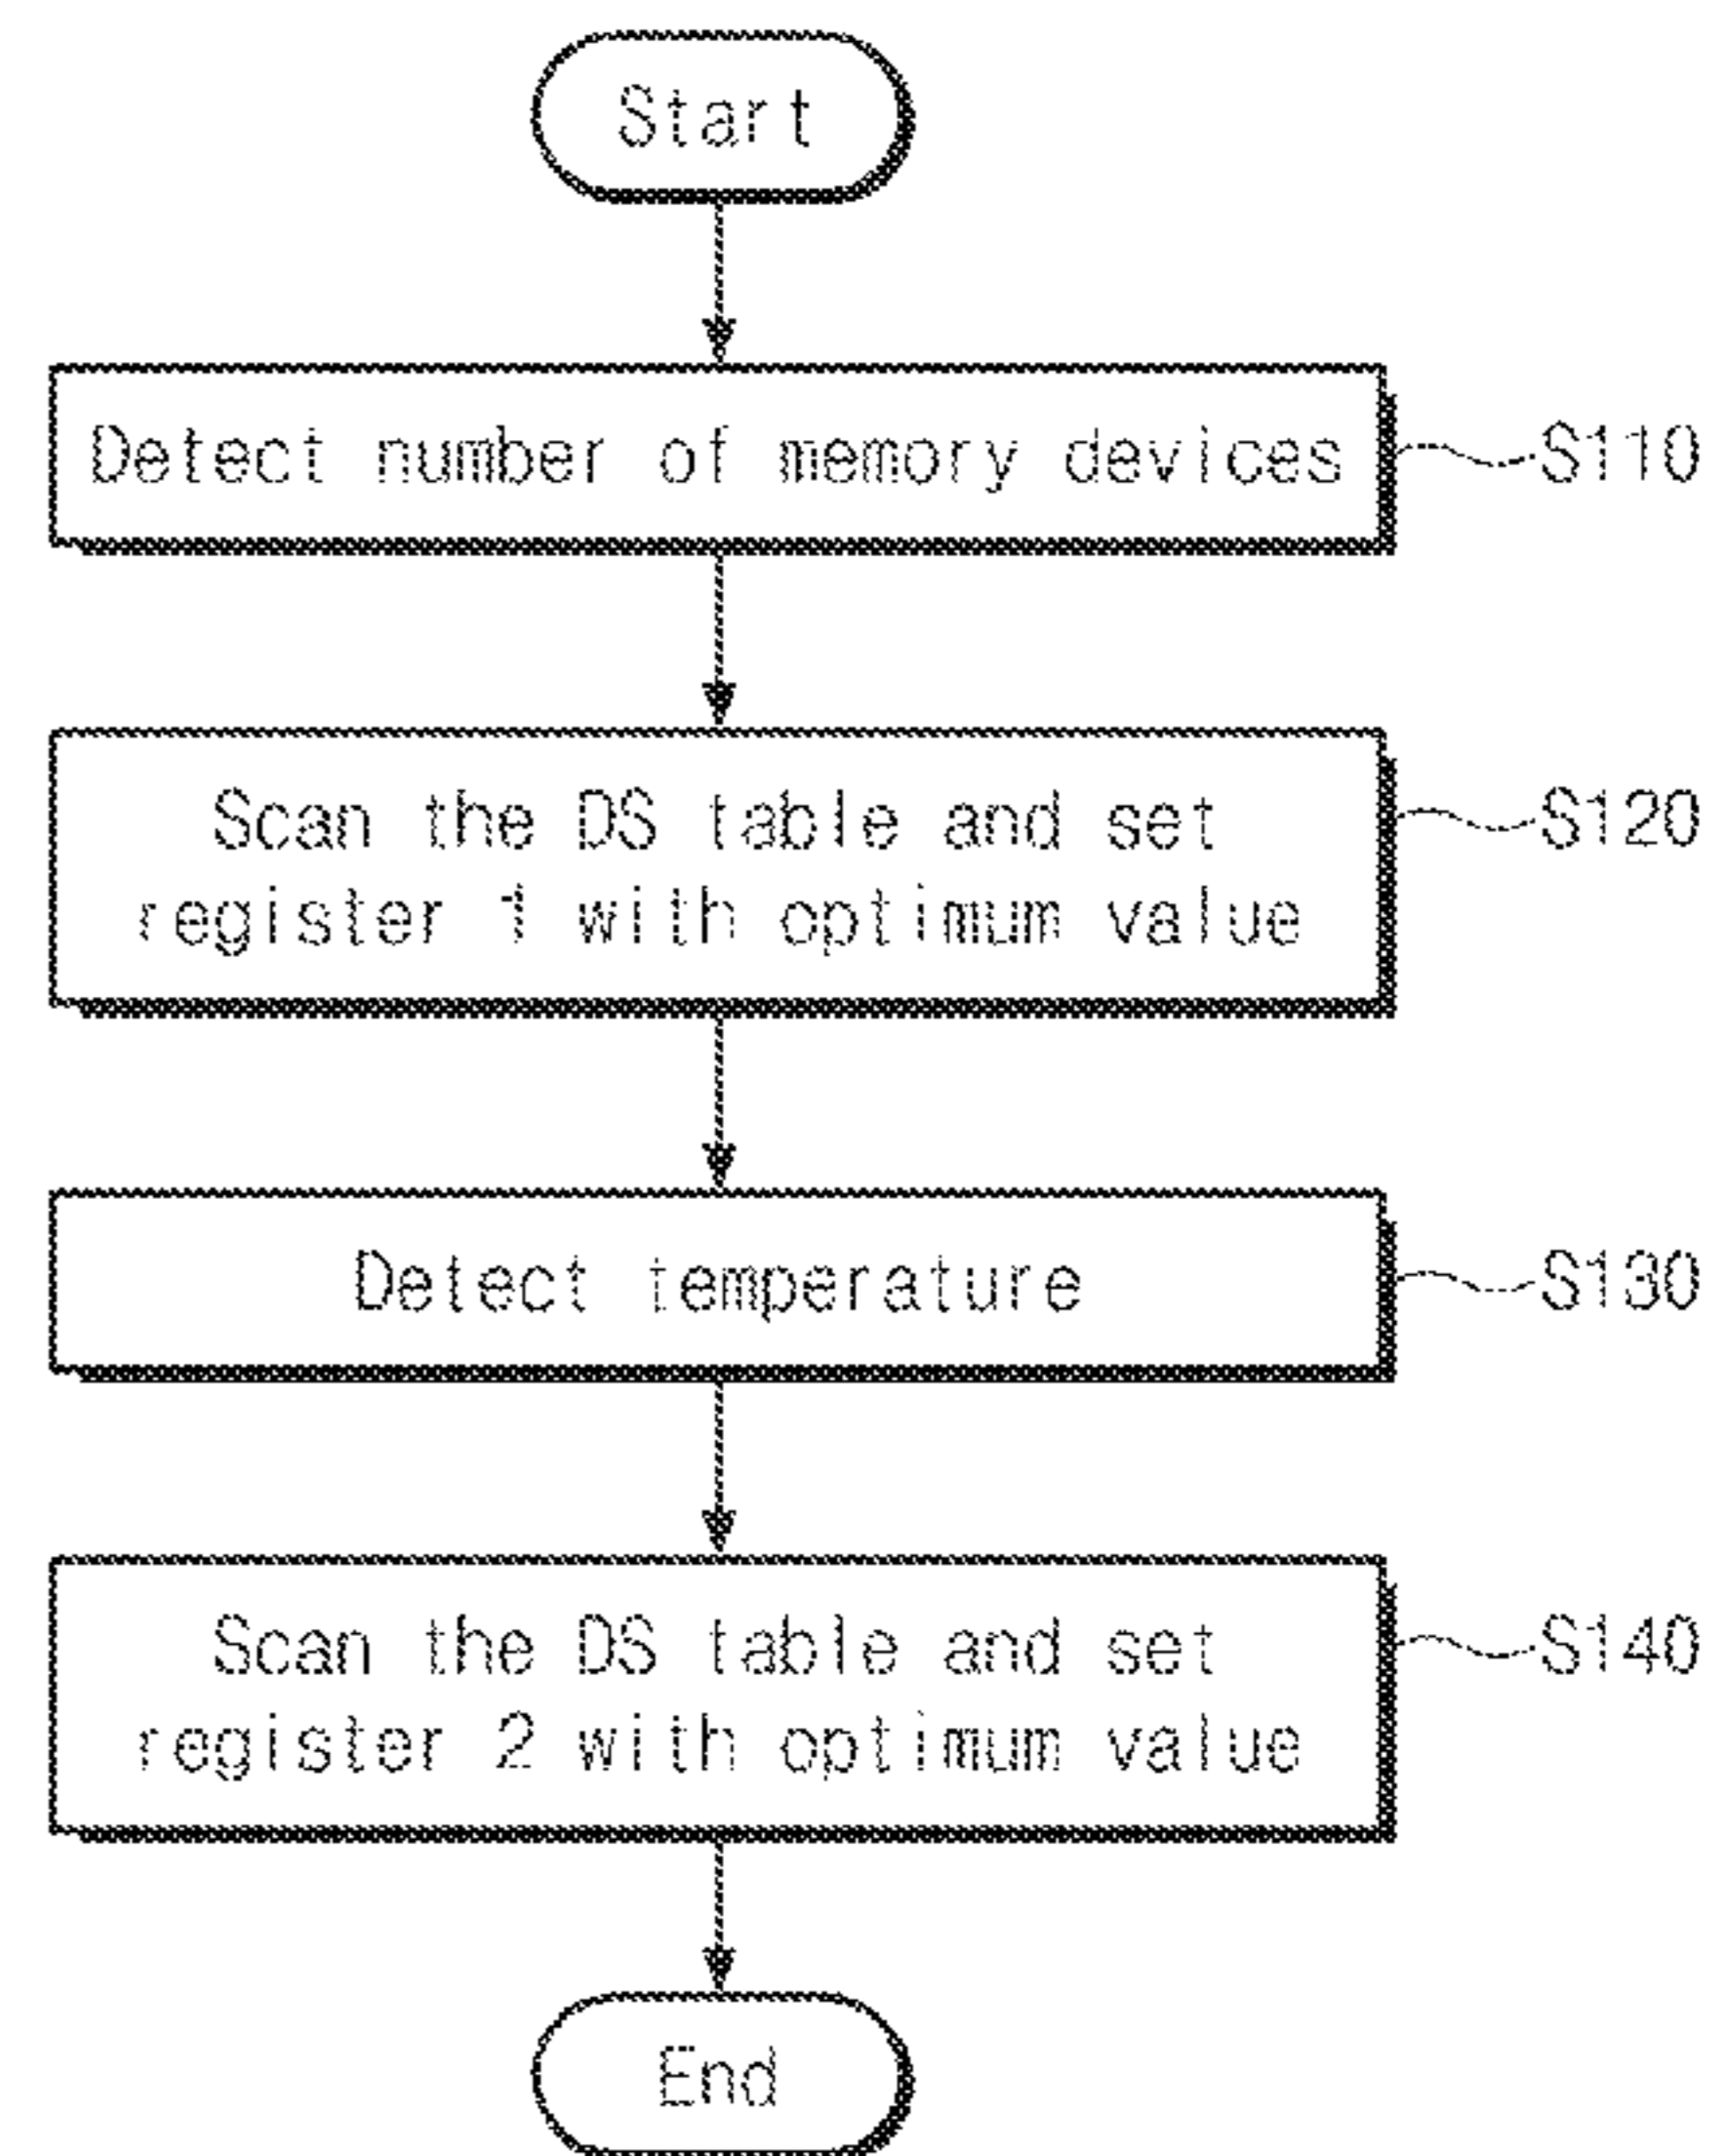 Start
Detect number of memory devices
S110
Scan the DS table and set
register 1 with optimum value
S120
Detect temperature
S130
Scan the DS table and set
register 2 with optimum value
S140
End